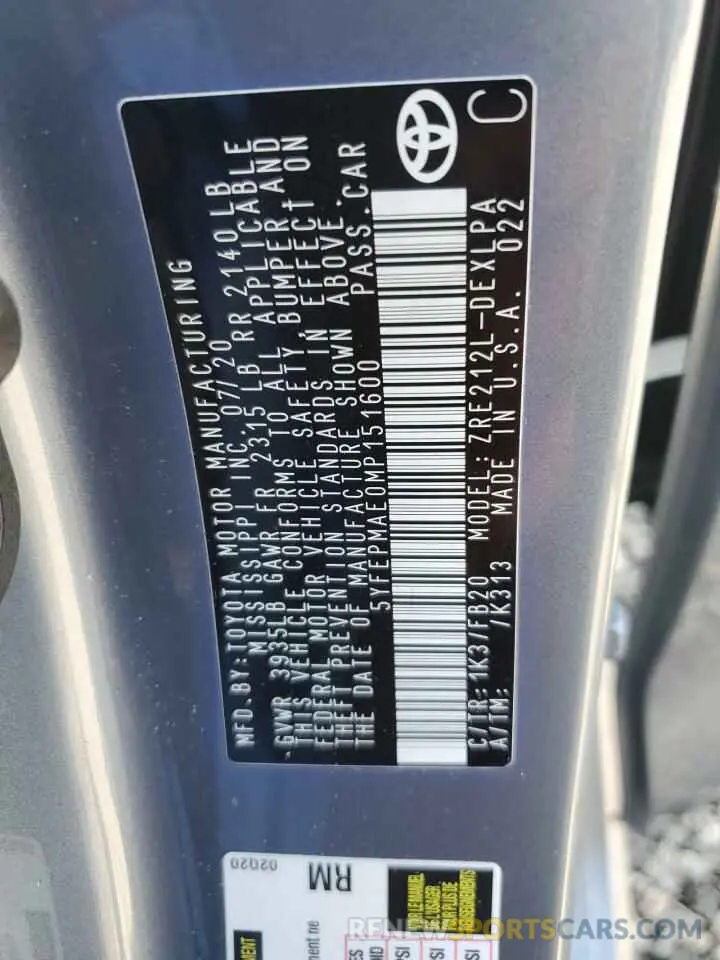 MFD.BY:TOYOTA MOTOR MANUFACTURING
MISSISSIPPI INC. 07/20
GVWR 3935LB GAWR FR 2315 LB RR 2140LB
THIS VEHICLE CONFORMS TO ALL APPLICABLE
FEDERAL MOTOR VEHICLE SAFETY, BUMPER AND
THEFT PREVENTION STANDARDS IN EFFECT ON
THE DATE OF MANUFACTURE SHOWN ABOVE.
5YFEPMAE0MP151600 PASS.CAR
C/TR: 1K3/FB20 MODEL: ZRE212L-DEXLPA
A/TM: /K313 MADE IN U.S.A. 022
C
02020
RM
RENEWSPORTSCARS.COM